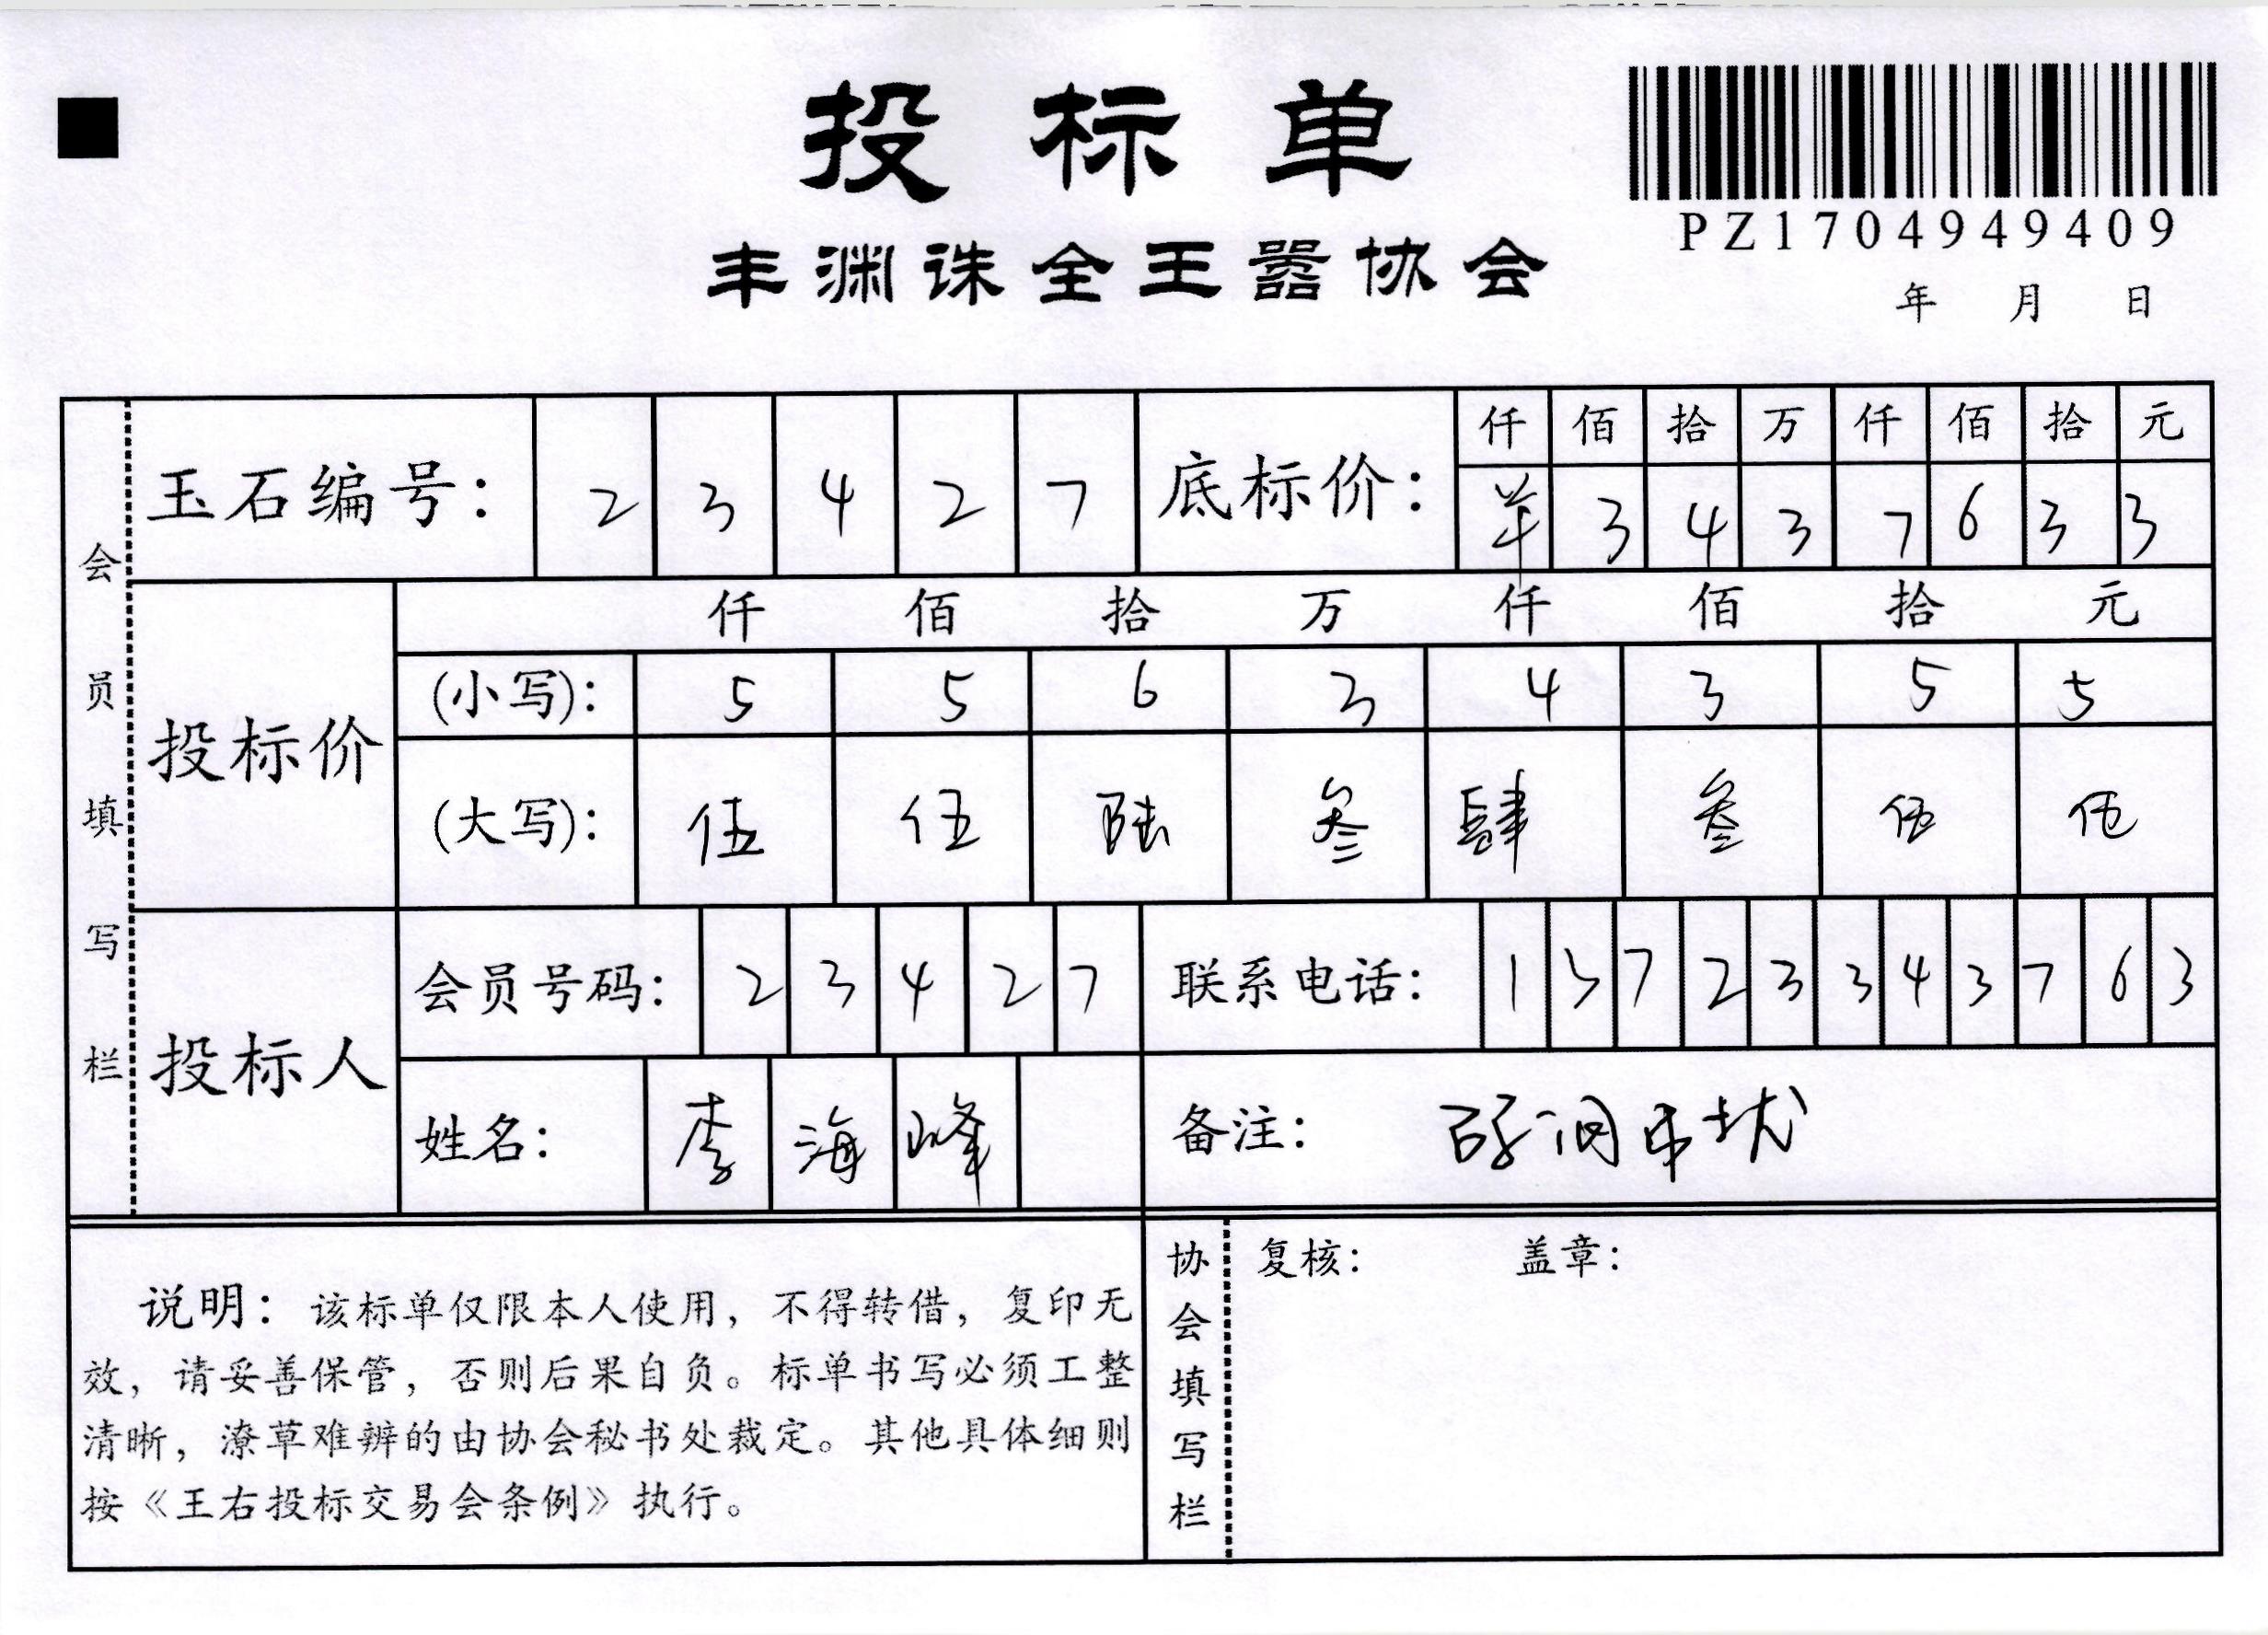 投标单
PZ1704949409
丰渊诛全王嚣协会
年 月 日
会员填写栏
玉石编号： 2 3 4 2 7
底标价： 仟 佰 拾 万 仟 佰 拾 元
3 4 3 7 6 3 3
投标价
仟 佰 拾 万 仟 佰 拾 元
(小写)： 5 5 6 3 4 3 5 5
(大写)： 伍 伍 陆 叁 肆 叁 伍 伍
投标人
会员号码： 2 3 4 2 7
联系电话： 1 3 7 2 3 3 4 3 7 6 3
姓名： 李 海 峰
备注：
说明：该标单仅限本人使用，不得转借，复印无
效，请妥善保管，否则后果自负。标单书写必须工整
清晰，潦草难辨的由协会秘书处裁定。其他具体细则
按《王右投标交易会条例》执行。
协会填写栏
复核： 盖章：